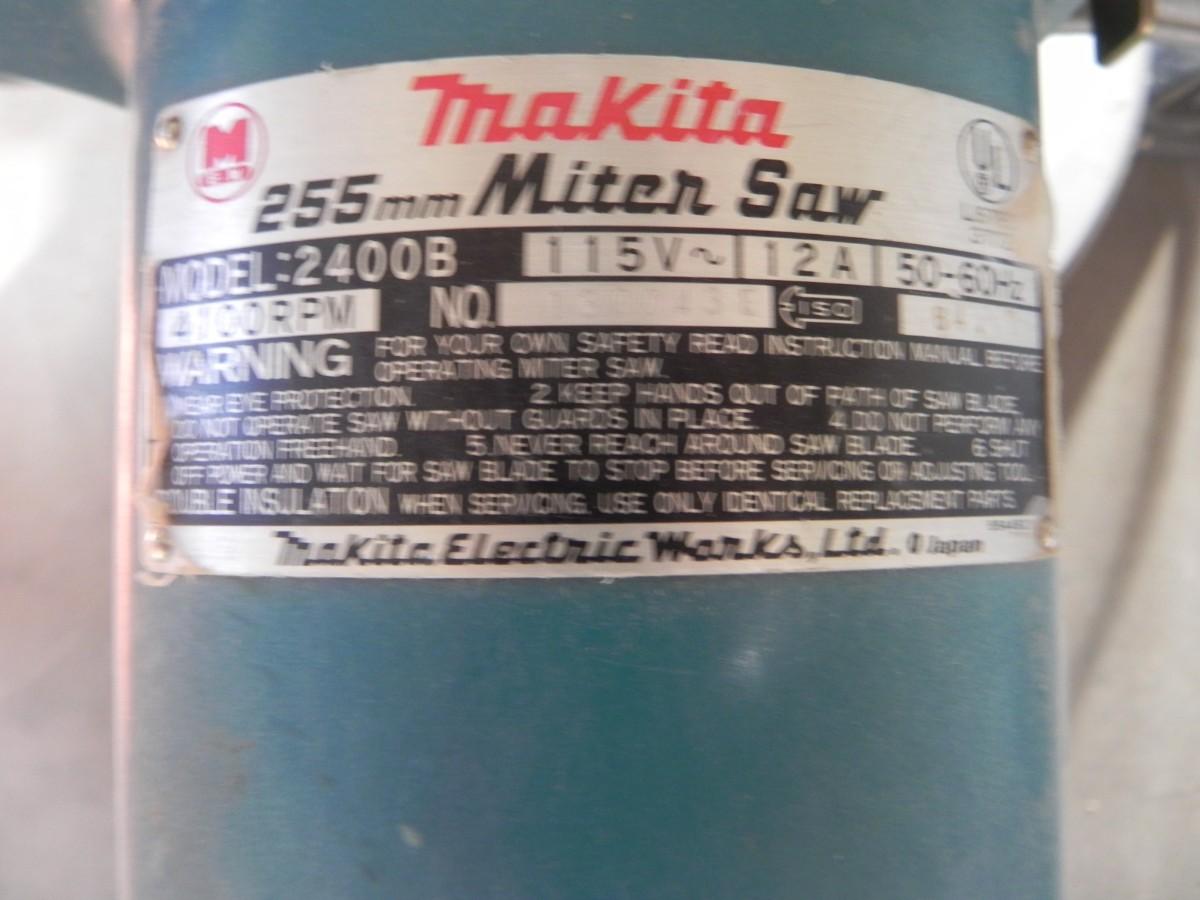 Makita
255mm Miter Saw
MODEL:2400B 115V~ 12A 50-60Hz
RPM NO. ISO
WARNING FOR YOUR OWN SAFETY READ INSTRUCTION MANUAL BEFORE
OPERATING MITER SAW.
WEAR EYE PROTECTION. 2.KEEP HANDS OUT OF PATH OF SAW BLADE.
DO NOT OPERATE SAW WITHOUT GUARDS IN PLACE. 4.DO NOT PERFORM ANY
OPERATION FREEHAND. 5.NEVER REACH AROUND SAW BLADE. 6.SHUT
OFF POWER AND WAIT FOR SAW BLADE TO STOP BEFORE SERVICING OR ADJUSTING TOOL.
DOUBLE INSULATION WHEN SERVICING, USE ONLY IDENTICAL REPLACEMENT PARTS.
Makita Electric Works, Ltd. Japan